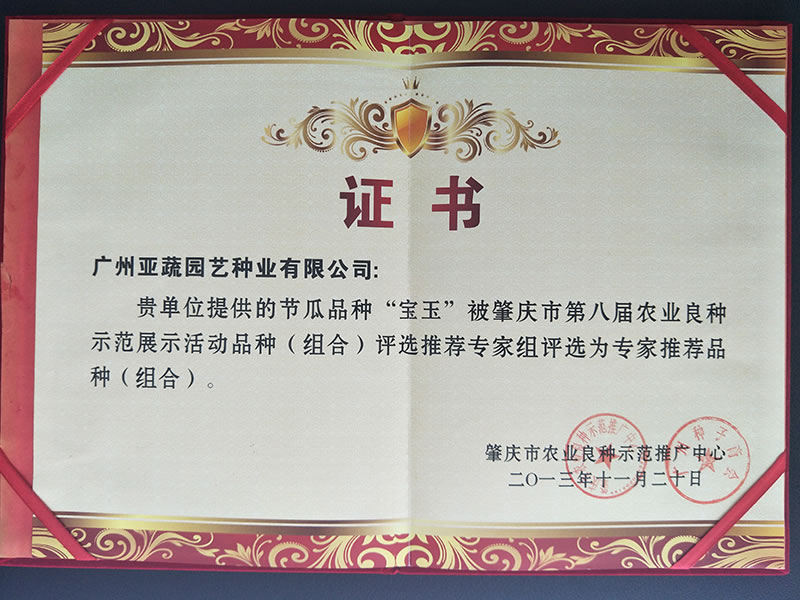 证书
广州亚蔬园艺种业有限公司:
贵单位提供的节瓜品种“宝玉”被肇庆市第八届农业良种
示范展示活动品种(组合)评选推荐专家组评选为专家推荐品
种(组合)。
肇庆市农业良种示范推广中心
二〇一三年十一月二十日